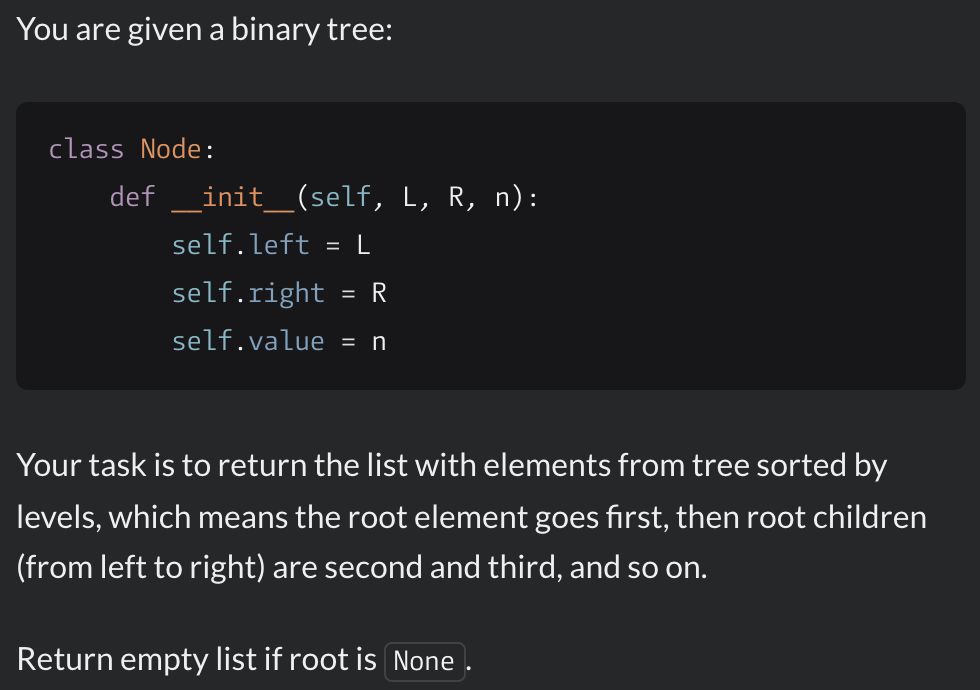 You are given a binary tree:
class Node:
    def __init__(self, L, R, n):
        self.left = L
        self.right = R
        self.value = n
Your task is to return the list with elements from tree sorted by
levels, which means the root element goes first, then root children
(from left to right) are second and third, and so on.
Return empty list if root is None.